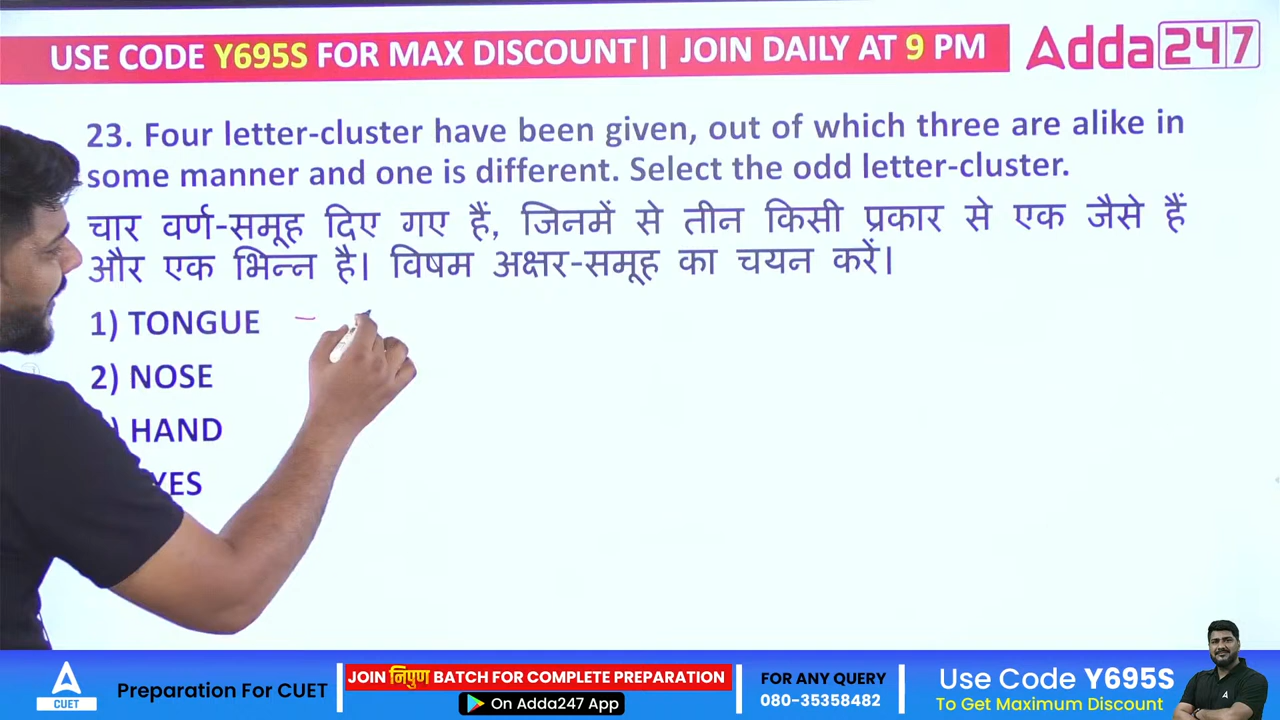 USE CODE Y695S FOR MAX DISCOUNT|| JOIN DAILY AT 9 PM
Adda247
23. Four letter-cluster have been given, out of which three are alike in
some manner and one is different. Select the odd letter-cluster.
चार वर्ण-समूह दिए गए हैं, जिनमें से तीन किसी प्रकार से एक जैसे हैं
और एक भिन्न है। विषम अक्षर-समूह का चयन करें।
1) TONGUE
2) NOSE
) HAND
YES
CUET
Preparation For CUET
JOIN निपुण BATCH FOR COMPLETE PREPARATION
On Adda247 App
FOR ANY QUERY
080-35358482
Use Code Y695S
To Get Maximum Discount